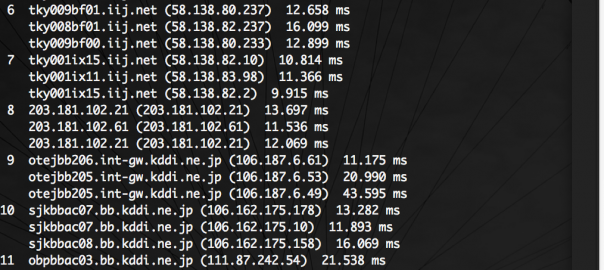 6 tky009bf01.iij.net (58.138.80.237) 12.658 ms
tky008bf01.iij.net (58.138.82.237) 16.099 ms
tky009bf00.iij.net (58.138.80.233) 12.899 ms
7 tky001ix15.iij.net (58.138.82.10) 10.814 ms
tky001ix11.iij.net (58.138.83.98) 11.366 ms
tky001ix15.iij.net (58.138.82.2) 9.915 ms
8 203.181.102.21 (203.181.102.21) 13.697 ms
203.181.102.61 (203.181.102.61) 11.536 ms
203.181.102.21 (203.181.102.21) 12.069 ms
9 otejbb206.int-gw.kddi.ne.jp (106.187.6.61) 11.175 ms
otejbb205.int-gw.kddi.ne.jp (106.187.6.53) 20.990 ms
otejbb205.int-gw.kddi.ne.jp (106.187.6.49) 43.595 ms
10 sjkbbac07.bb.kddi.ne.jp (106.162.175.178) 13.282 ms
sjkbbac07.bb.kddi.ne.jp (106.162.175.10) 11.893 ms
sjkbbac08.bb.kddi.ne.jp (106.162.175.158) 16.069 ms
11 obpbbac03.bb.kddi.ne.jp (111.87.242.54) 21.538 ms